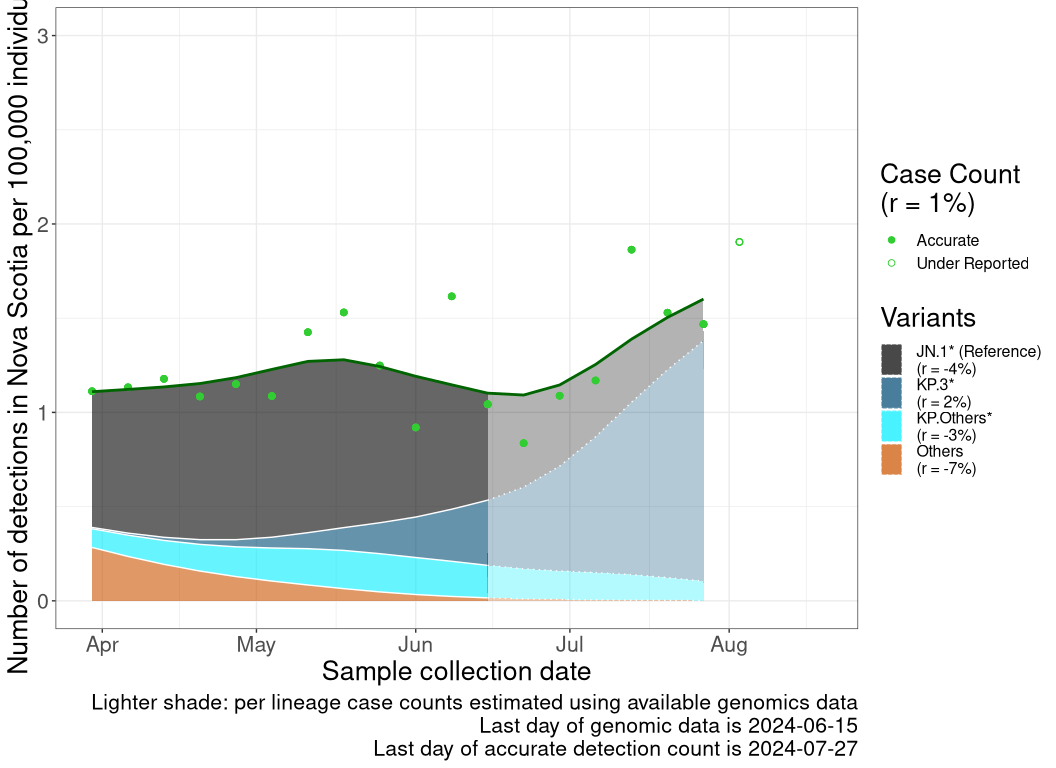 Number of detections in Nova Scotia per 100,000
3
2
1
0
Apr May Jun Jul Aug
Sample collection date
Lighter shade: per lineage case counts estimated using available genomics data
Last day of genomic data is 2024-06-15
Last day of accurate detection count is 2024-07-27
Case Count
(r = 1%)
Accurate
Under Reported
Variants
JN.1* (Reference)
(r = -4%)
KP.3*
(r = 2%)
KP.Others*
(r = -3%)
Others
(r = -7%)